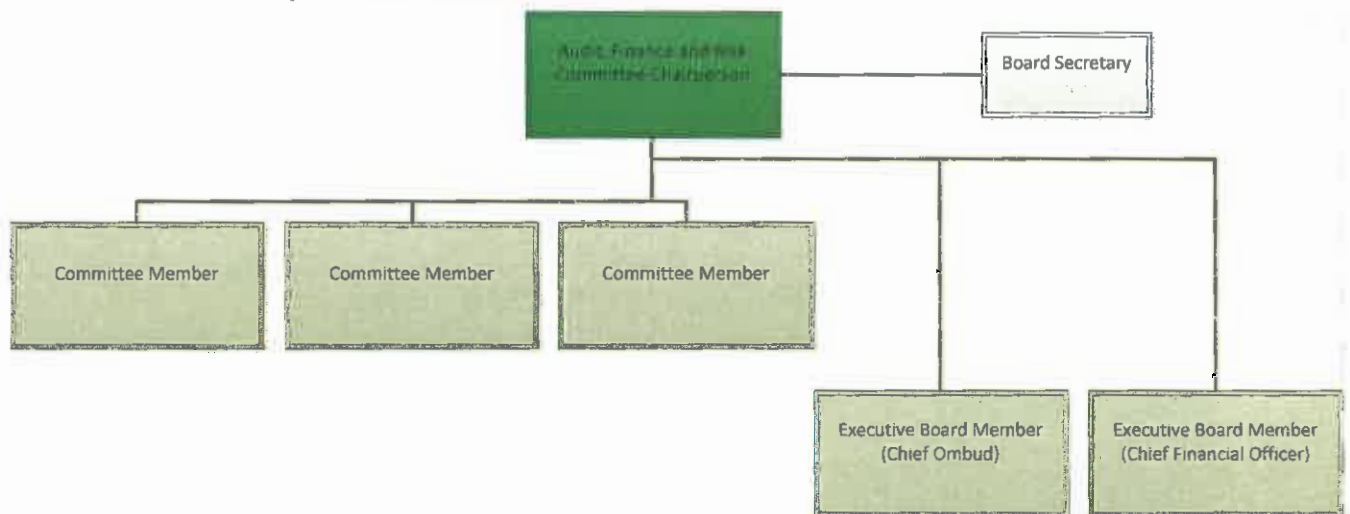 Audit, Finance and Risk
Committee Chairperson
Board Secretary
Committee Member
Committee Member
Committee Member
Executive Board Member
(Chief Ombud)
Executive Board Member
(Chief Financial Officer)